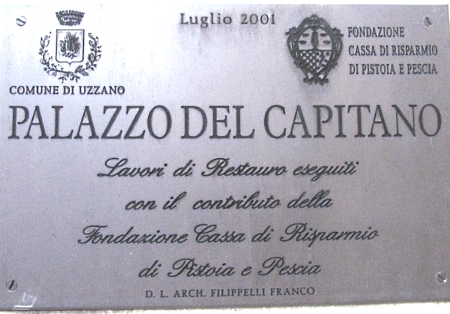 Luglio 2001
COMUNE DI UZZANO
FONDAZIONE
CASSA DI RISPARMIO
DI PISTOIA E PESCIA
PALAZZO DEL CAPITANO
Lavori di Restauro eseguiti
con il contributo della
Fondazione Cassa di Risparmio
di Pistoia e Pescia
D. L. ARCH. FILIPPELLI FRANCO